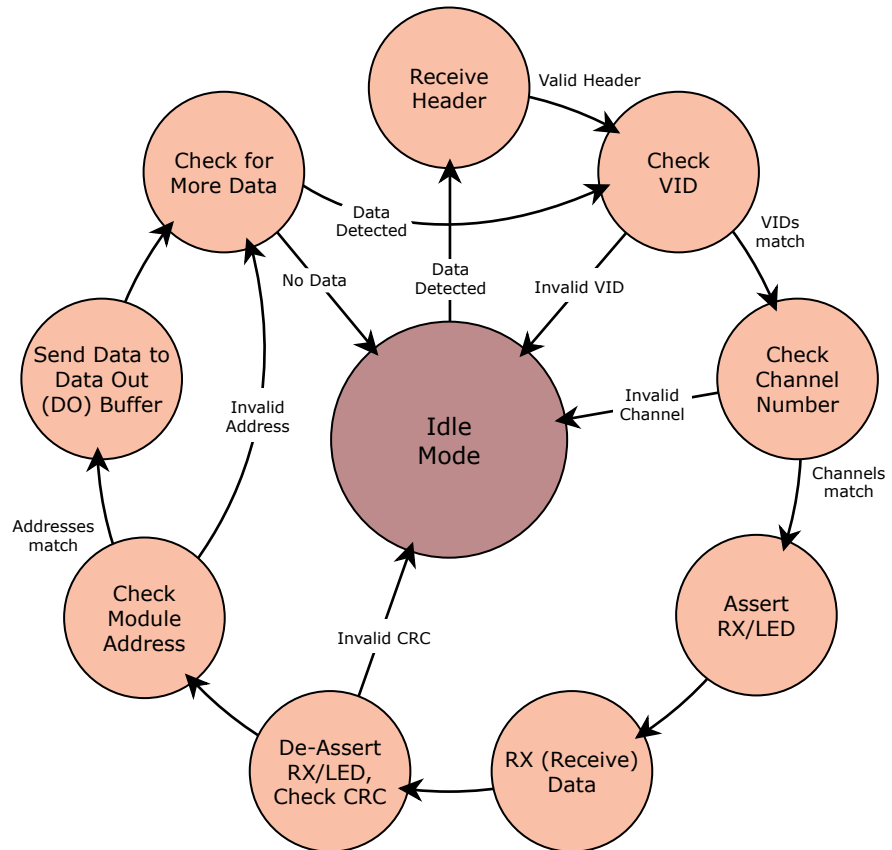 Receive
Header
Valid Header
Check
VID
Check for
More Data
Data
Detected
VIDs
match
No Data
Data
Detected
Invalid VID
Send Data to
Data Out
(DO) Buffer
Check
Channel
Number
Invalid
Channel
Invalid
Address
Idle
Mode
Channels
match
Addresses
match
Check
Module
Address
Assert
RX/LED
Invalid CRC
De-Assert
RX/LED,
Check CRC
RX (Receive)
Data